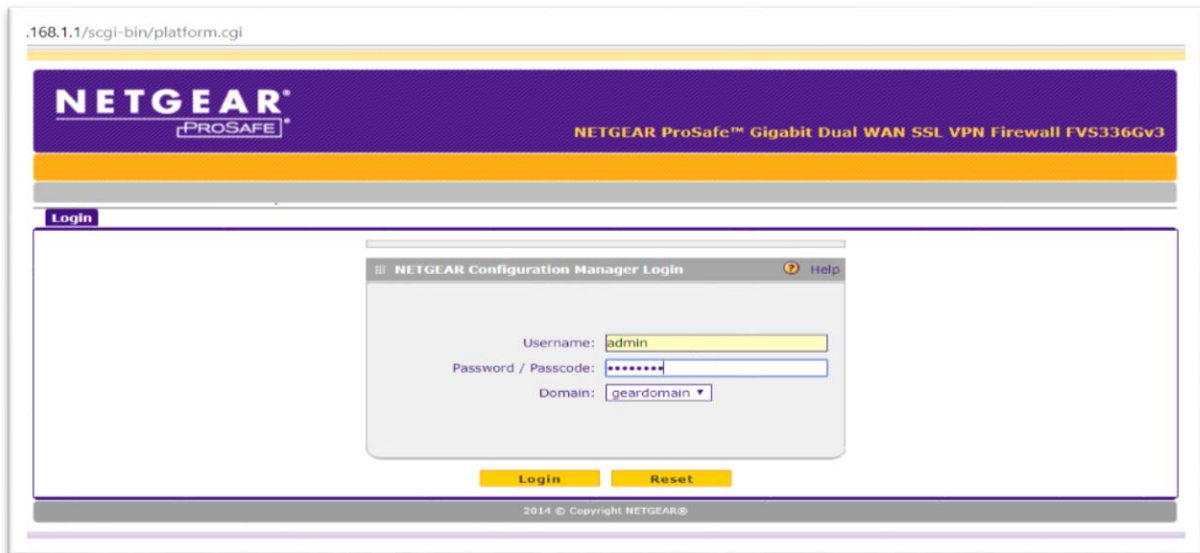 .168.1.1/scgi-bin/platform.cgi
NETGEAR®
PROSAFE®
NETGEAR ProSafe™ Gigabit Dual WAN SSL VPN Firewall FVS336Gv3
Login
NETGEAR Configuration Manager Login
? Help
Username: admin
Password / Passcode: ••••••••
Domain: geardomain ▼
Login Reset
2014 © Copyright NETGEAR®